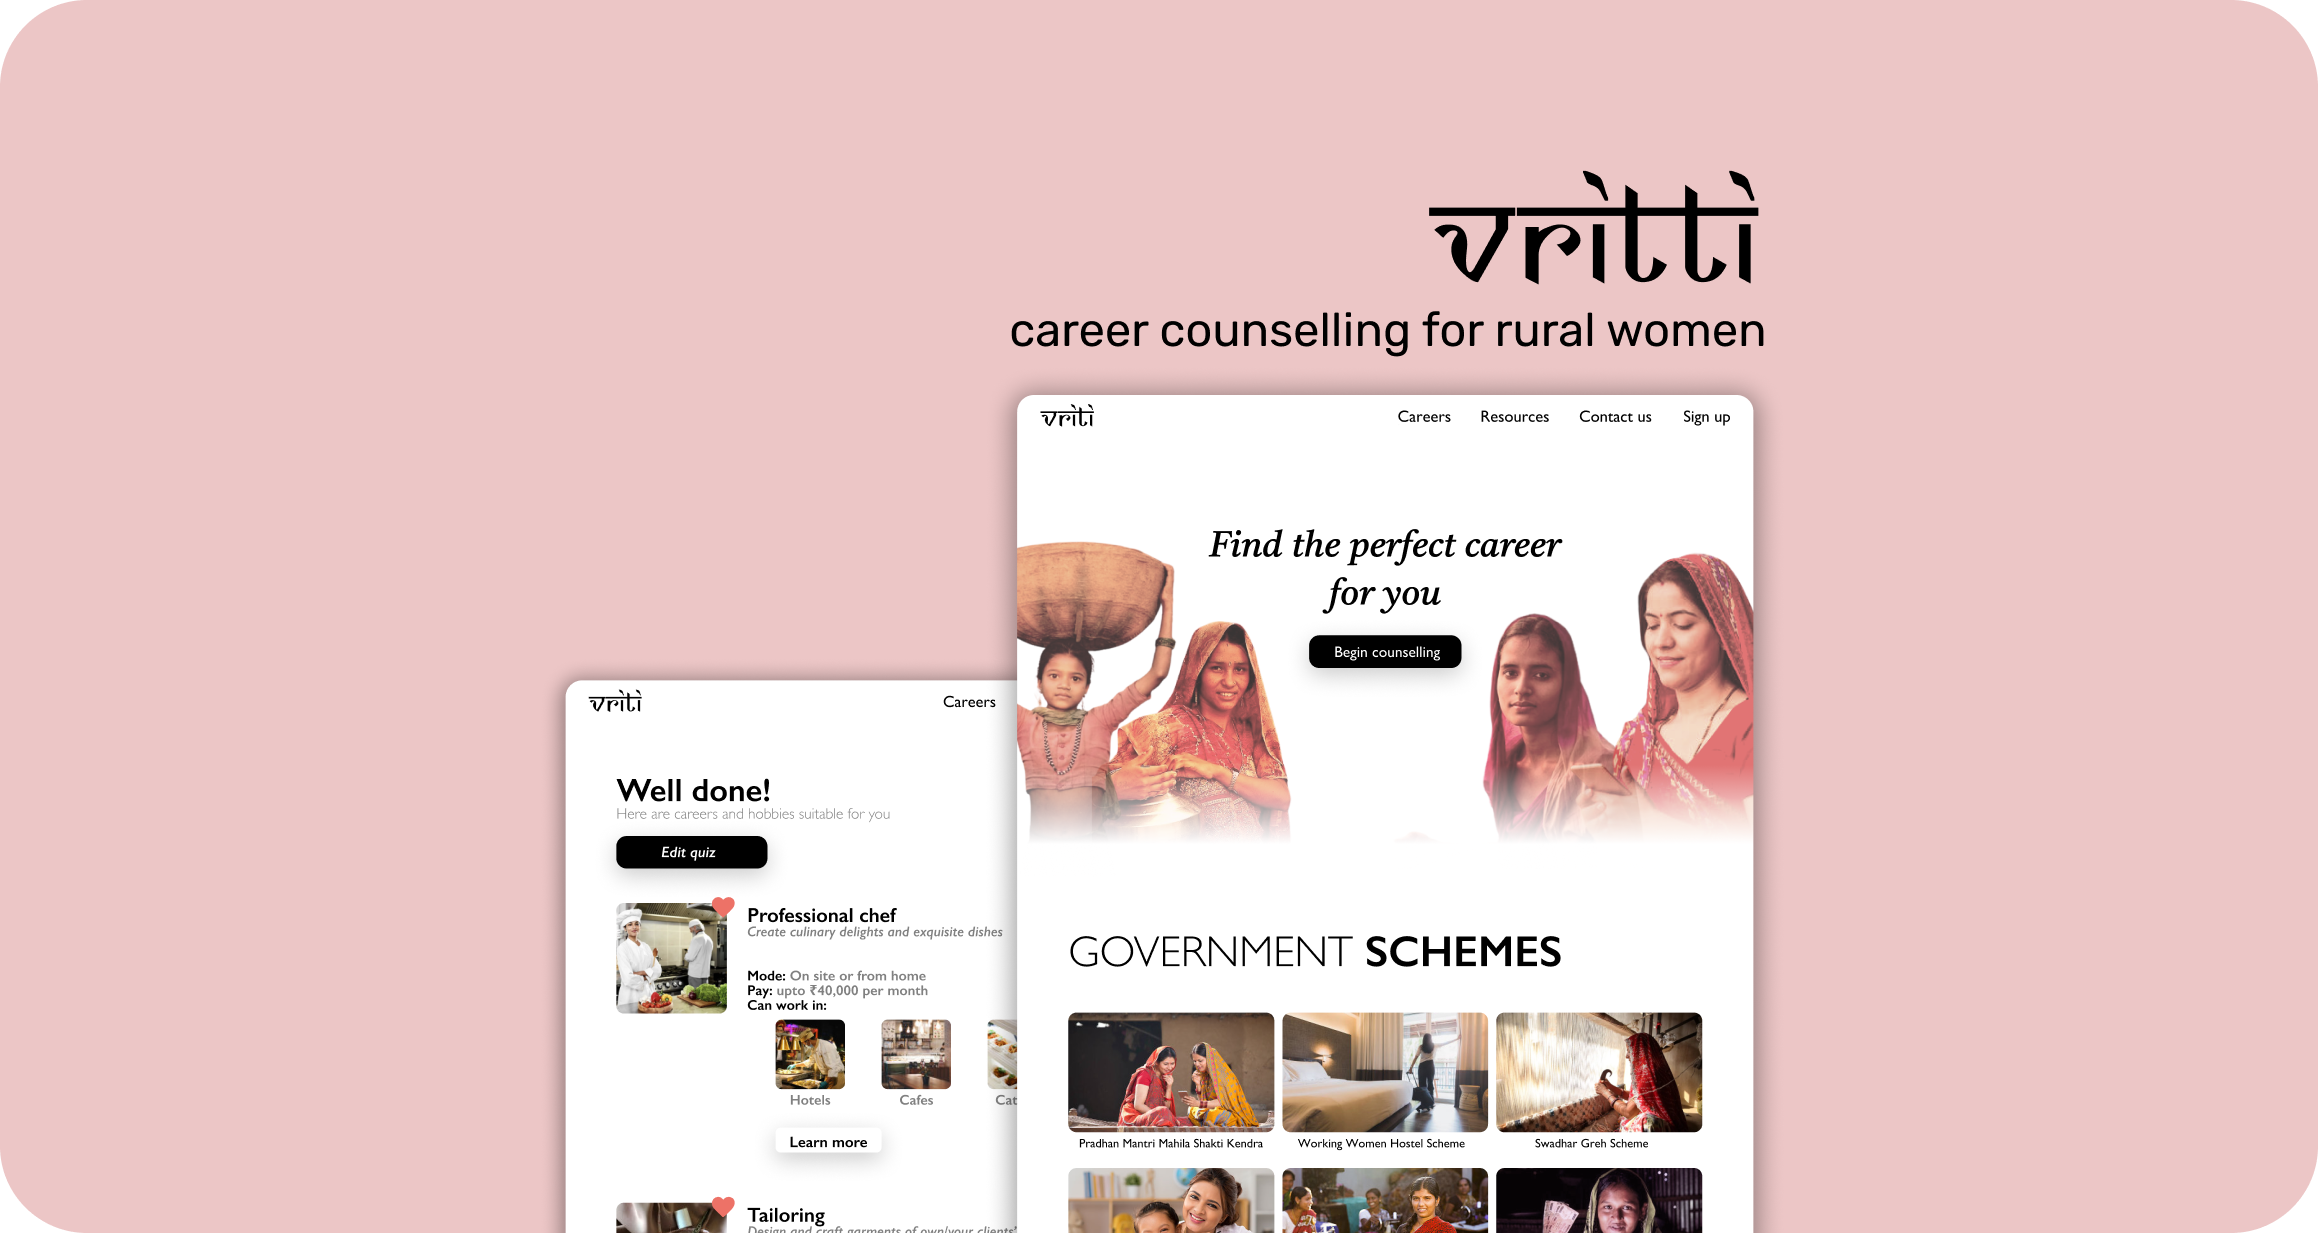 vritti
career counselling for rural women
vriti
Careers Resources Contact us Sign up
Find the perfect career
for you
Begin counselling
GOVERNMENT SCHEMES
Pradhan Mantri Mahila Shakti Kendra
Working Women Hostel Scheme
Swadhar Greh Scheme
vriti
Careers
Well done!
Here are careers and hobbies suitable for you
Edit quiz
Professional chef
Create culinary delights and exquisite dishes
Mode: On site or from home
Pay: upto ₹40,000 per month
Can work in:
Hotels
Cafes
Cat
Learn more
Tailoring
Design and craft garments of own/your clients'